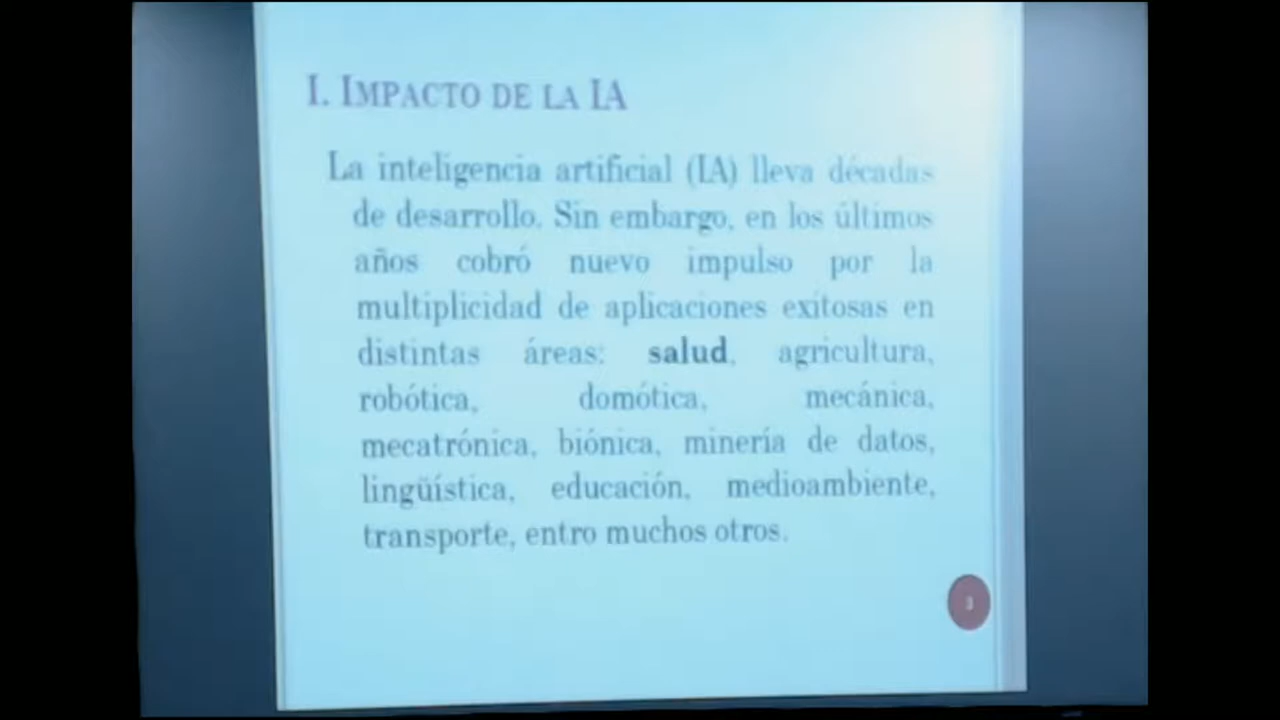 I. IMPACTO DE LA IA
La inteligencia artificial (IA) lleva décadas
de desarrollo. Sin embargo, en los últimos
años cobró nuevo impulso por la
multiplicidad de aplicaciones exitosas en
distintas áreas: salud, agricultura,
robótica, domótica, mecánica,
mecatrónica, biónica, minería de datos,
lingüística, educación, medioambiente,
transporte, entro muchos otros.
3